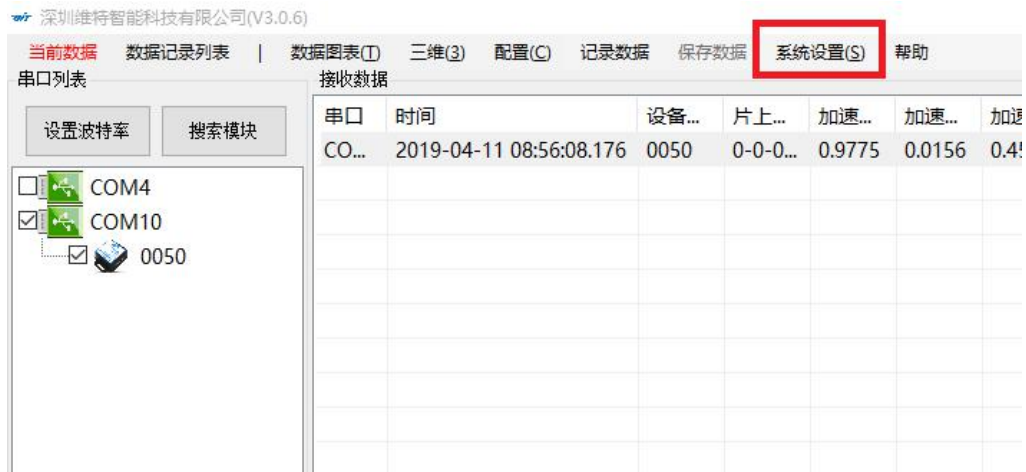 深圳维特智能科技有限公司(V3.0.6)
当前数据 数据记录列表 | 数据图表(T) 三维(3) 配置(C) 记录数据 保存数据 系统设置(S) 帮助
串口列表 接收数据
设置波特率 搜索模块
串口 时间 设备... 片上... 加速... 加速... 加速
CO... 2019-04-11 08:56:08.176 0050 0-0-0... 0.9775 0.0156 0.45
COM4
COM10
0050